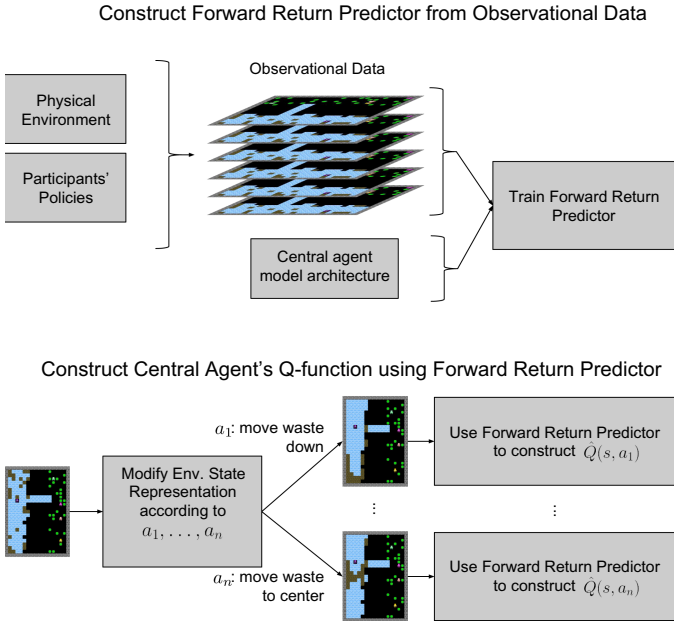 Construct Forward Return Predictor from Observational Data
Observational Data
Physical
Environment
Participants'
Policies
Train Forward Return
Predictor
Central agent
model architecture
Construct Central Agent's Q-function using Forward Return Predictor
a₁: move waste
down
Use Forward Return Predictor
to construct Q̂(s, a₁)
Modify Env. State
Representation
according to
a₁, . . . , aₙ
...
...
aₙ: move waste
to center
Use Forward Return Predictor
to construct Q̂(s, aₙ)